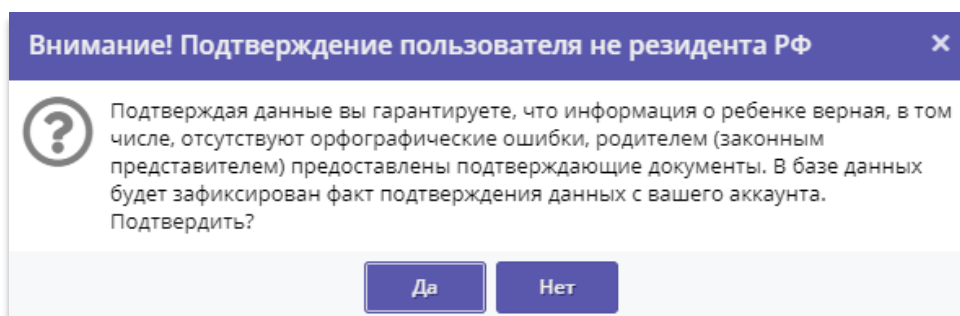 Внимание! Подтверждение пользователя не резидента РФ
Подтверждая данные вы гарантируете, что информация о ребенке верная, в том
числе, отсутствуют орфографические ошибки, родителем (законным
представителем) предоставлены подтверждающие документы. В базе данных
будет зафиксирован факт подтверждения данных с вашего аккаунта.
Подтвердить?
Да Нет